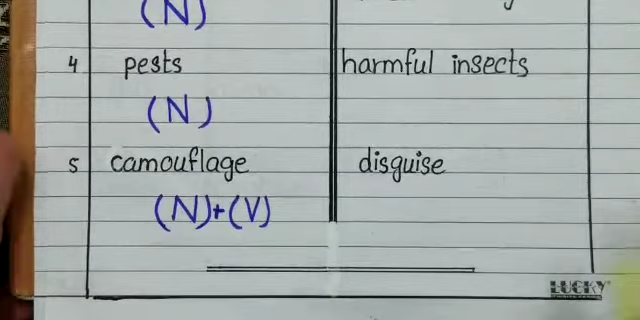 (N)
4 pests harmful insects
(N)
5 camouflage disguise
(N)+(V)
LUCKY